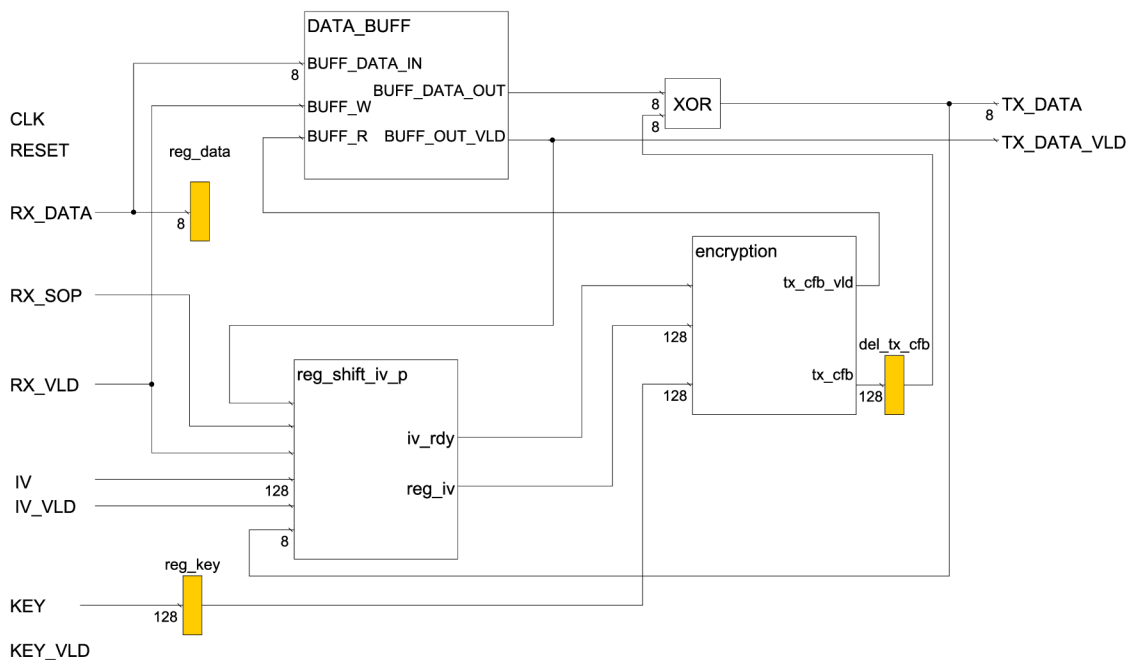 DATA_BUFF
BUFF_DATA_IN
8
BUFF_DATA_OUT
BUFF_W
BUFF_R
BUFF_OUT_VLD
XOR
8
8
TX_DATA
8
TX_DATA_VLD
CLK
RESET
reg_data
RX_DATA
8
encryption
tx_cfb_vld
RX_SOP
128
del_tx_cfb
reg_shift_iv_p
tx_cfb
RX_VLD
128
128
iv_rdy
IV
128
reg_iv
IV_VLD
8
reg_key
KEY
128
KEY_VLD